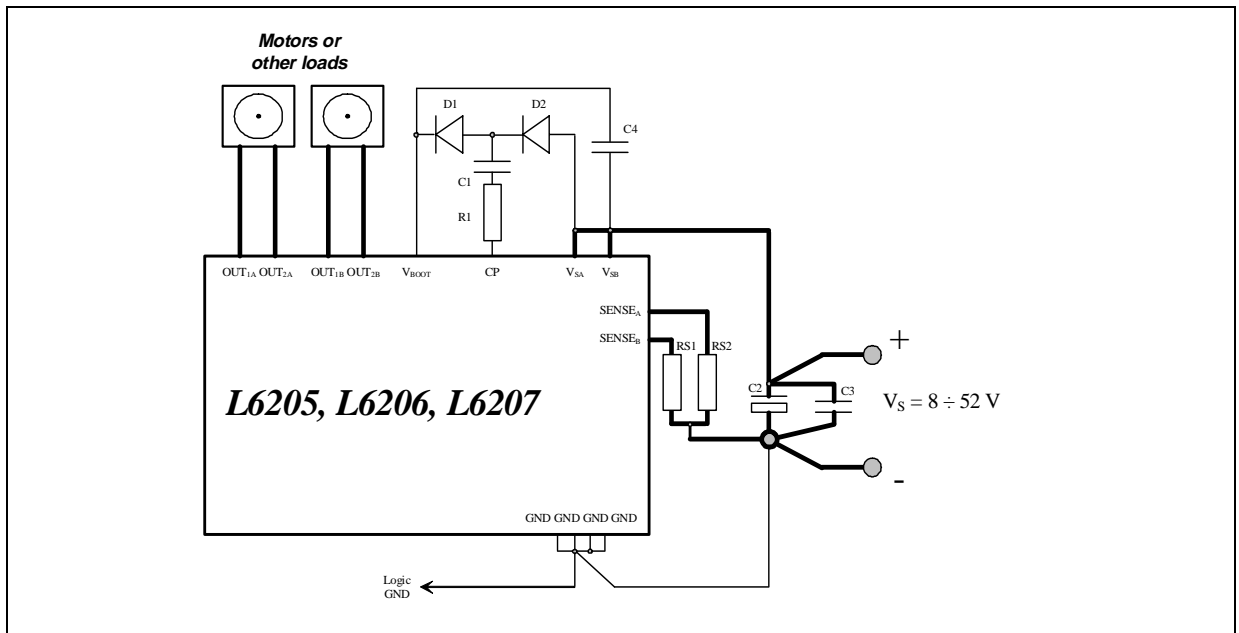 Motors or
other loads
D1
D2
C4
C1
R1
OUT1A OUT2A OUT1B OUT2B VBOOT CP VSA VSB
SENSEA
SENSEB
RS1 RS2
+
C2
C3
L6205, L6206, L6207
VS = 8 ÷ 52 V
-
GND GND GND GND
Logic
GND